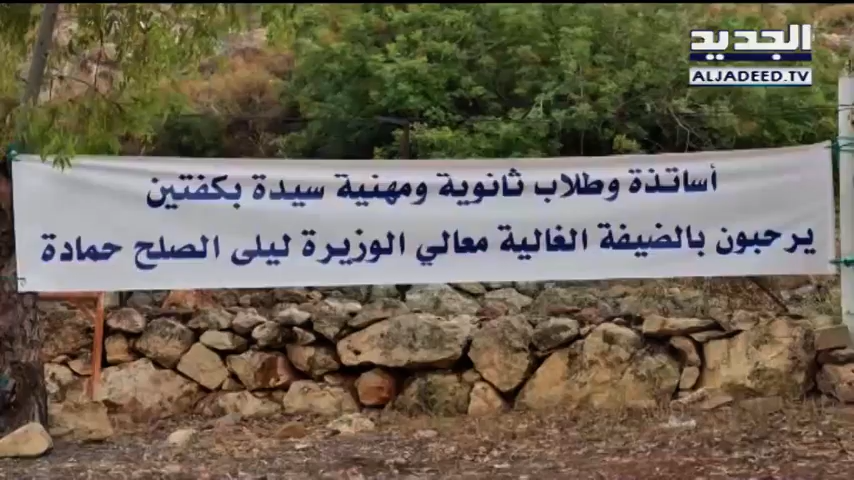 الجديد
ALJADEED.TV
أساتذة وطلاب ثانوية ومهنية سيدة بكفتين
يرحبون بالضيفة الغالية معالي الوزيرة ليلى الصلح حمادة